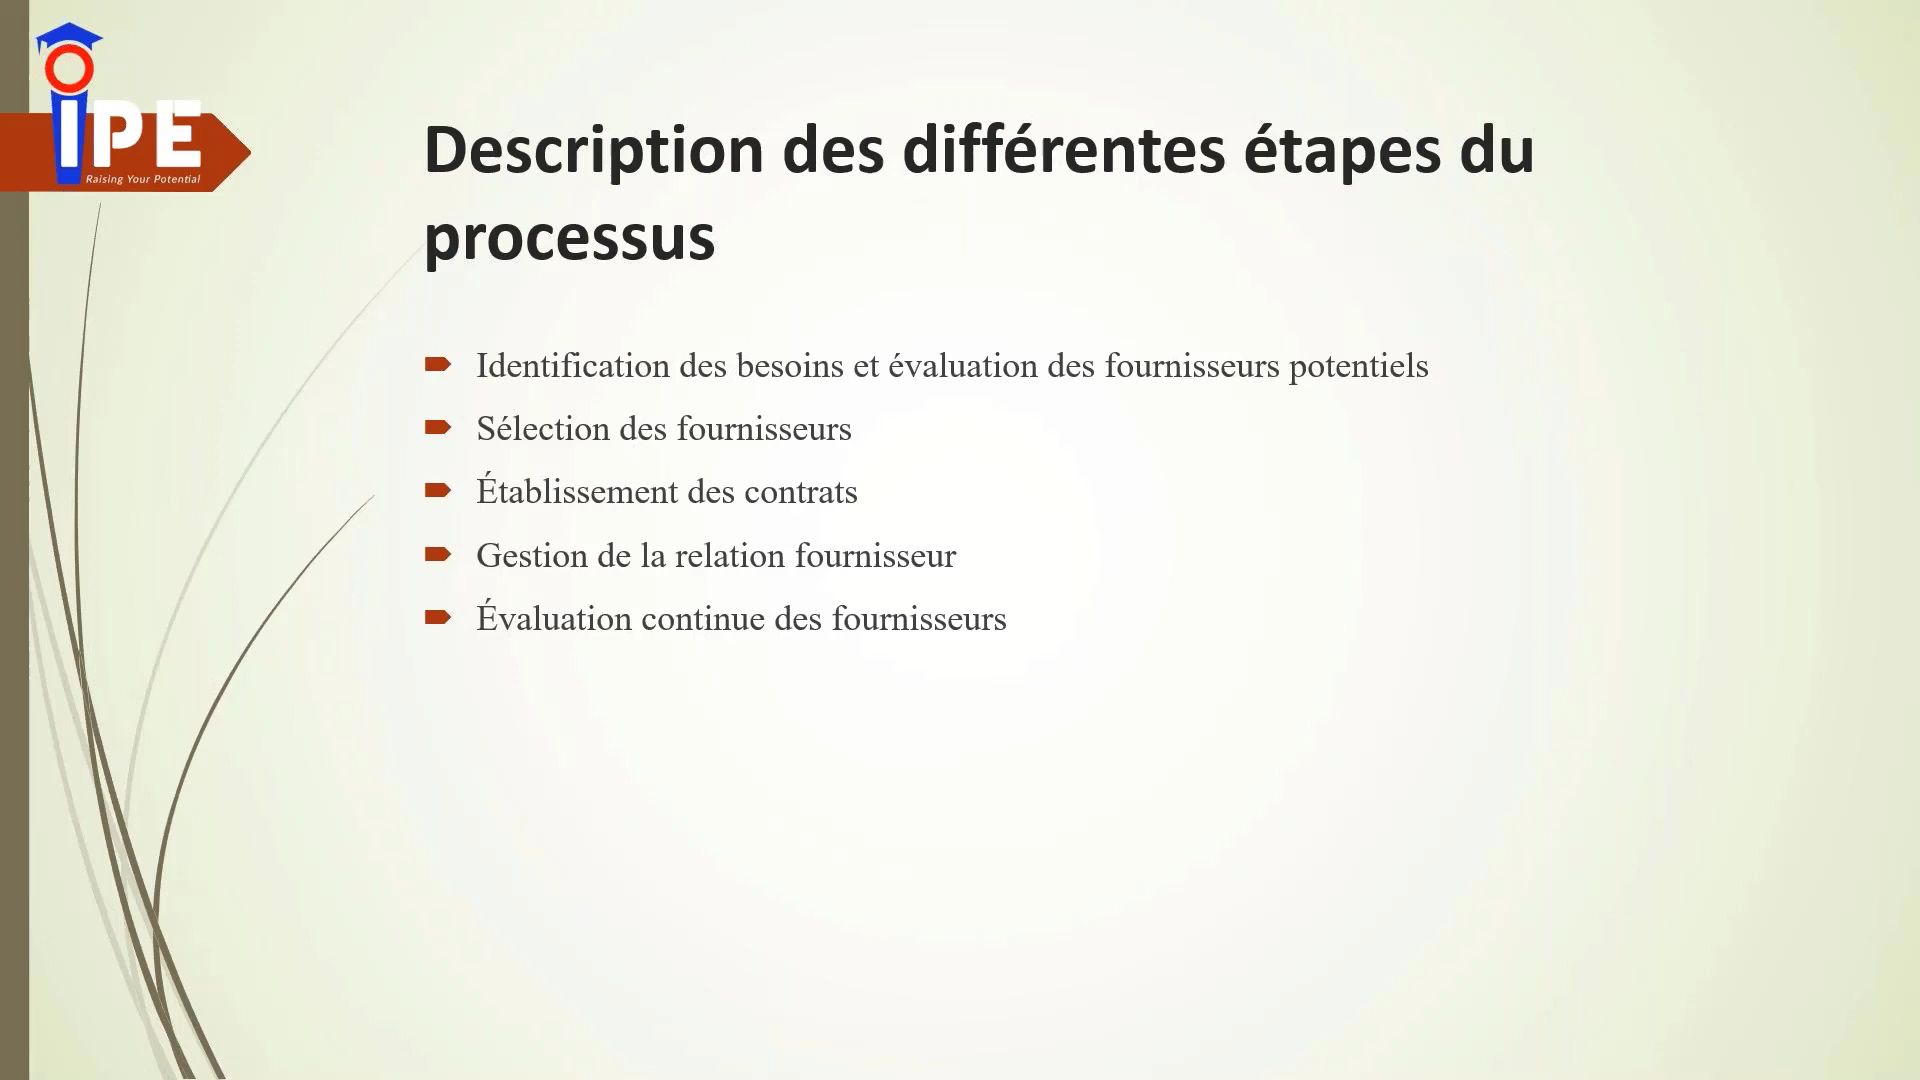 IPE
Raising Your Potential
Description des différentes étapes du
processus
Identification des besoins et évaluation des fournisseurs potentiels
Sélection des fournisseurs
Établissement des contrats
Gestion de la relation fournisseur
Évaluation continue des fournisseurs